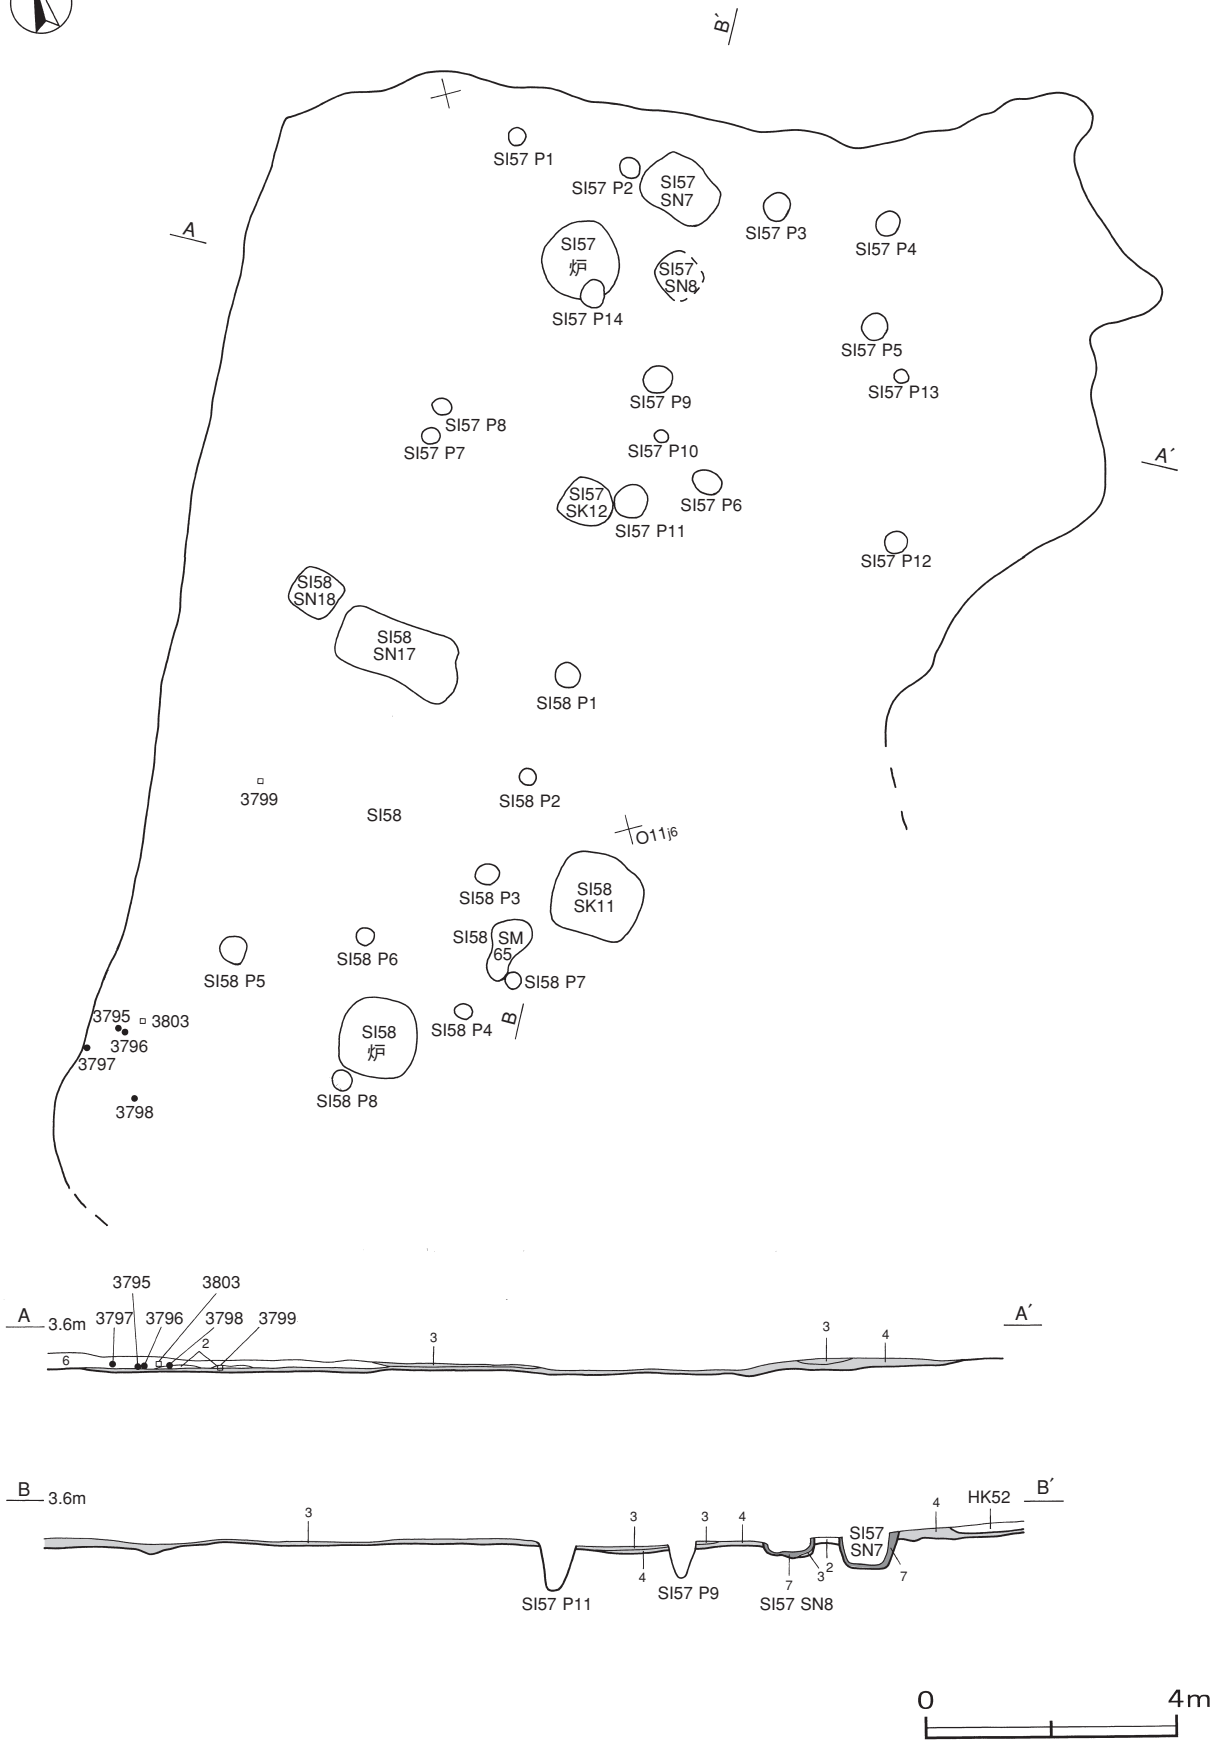 B′
SI57 P1
SI57 P2
SI57
SN7
A
SI57 P3
SI57 P4
SI57
炉
SI57
SN8
SI57 P14
SI57 P5
SI57 P13
SI57 P9
SI57 P8
SI57 P7
SI57 P10
A′
SI57
SK12
SI57 P6
SI57 P11
SI57 P12
SI58
SN18
SI58
SN17
SI58 P1
3799
SI58
SI58 P2
O11j6
SI58 P3
SI58
SK11
SI58 SM
65
SI58 P6
SI58 P5
SI58 P7
3795
3803
3796
3797
SI58
炉
SI58 P4
B
SI58 P8
3798
3795
3803
A
3.6m
3797
3796
3798
3799
A′
2
3
3
4
6
B
3.6m
B′
HK52
3
3
3
4
4
SI57
SN7
4
7
3
2
7
SI57 P11
SI57 P9
SI57 SN8
0
4m